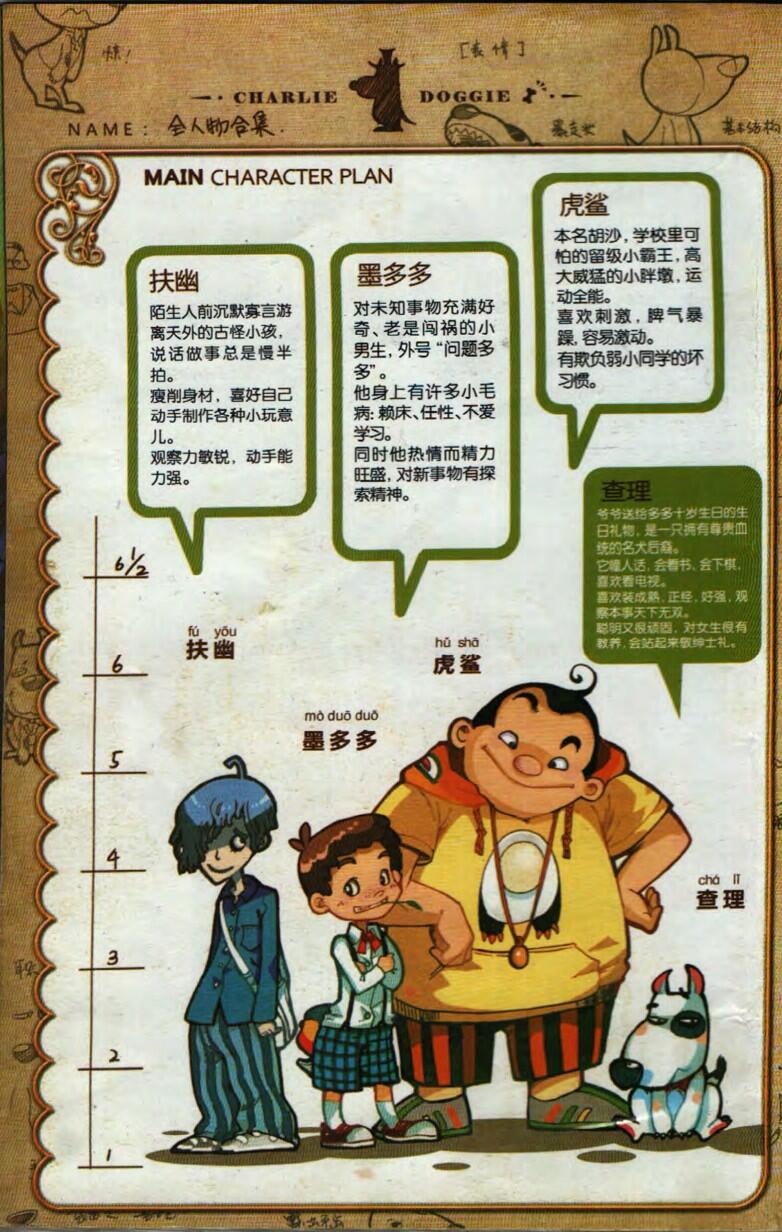 惊！
[表情]
CHARLIE DOGGIE
NAME: 全人物合集.
基本结构
MAIN CHARACTER PLAN
扶幽
陌生人前沉默寡言游
离天外的古怪小孩，
说话做事总是慢半
拍。
瘦削身材，喜好自己
动手制作各种小玩意
儿。
观察力敏锐，动手能
力强。
墨多多
对未知事物充满好
奇、老是闯祸的小
男生，外号“问题多
多”。
他身上有许多小毛
病：赖床、任性、不爱
学习。
同时他热情而精力
旺盛，对新事物有探
索精神。
虎鲨
本名胡沙，学校里可
怕的留级小霸王，高
大威猛的小胖墩，运
动全能。
喜欢刺激，脾气暴
躁，容易激动。
有欺负弱小同学的坏
习惯。
查理
爷爷送给多多十岁生日的生
日礼物，是一只拥有尊贵血
统的名犬后裔。
它懂人话，会看书，会下棋，
喜欢看电视。
喜欢装成熟，正经，好强，观
察本事天下无双。
聪明又很顽固，对女生很有
教养，会站起来敬绅士礼。
6 1/2
6
5
4
3
2
1
fú yōu
扶幽
mò duō duō
墨多多
hǔ shā
虎鲨
chá lǐ
查理